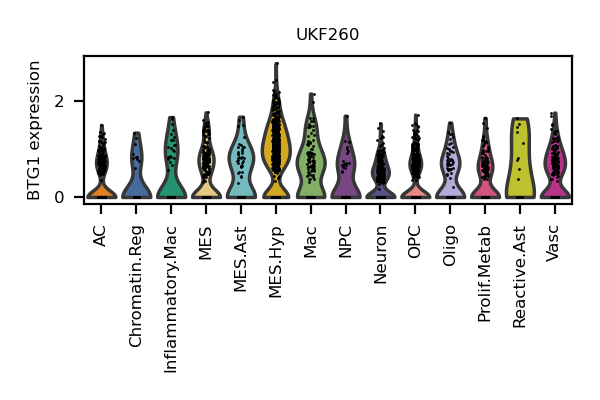 UKF260
BTG1 expression
2
0
AC
Chromatin.Reg
Inflammatory.Mac
MES
MES.Ast
MES.Hyp
Mac
NPC
Neuron
OPC
Oligo
Prolif.Metab
Reactive.Ast
Vasc